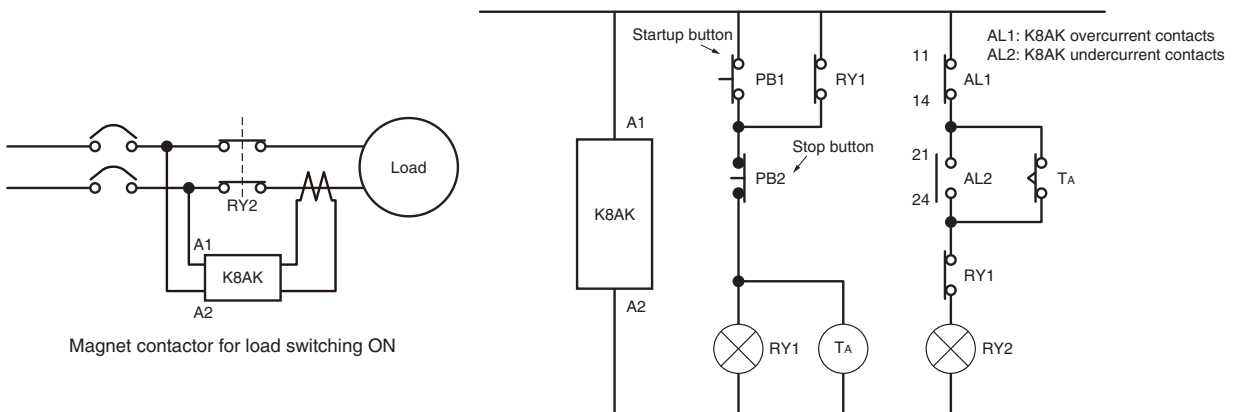 Load
RY2
A1
K8AK
A2
Magnet contactor for load switching ON
Startup button
PB1
RY1
Stop button
PB2
A1
K8AK
A2
RY1
TA
AL1: K8AK overcurrent contacts
AL2: K8AK undercurrent contacts
11
AL1
14
21
AL2
TA
24
RY1
RY2